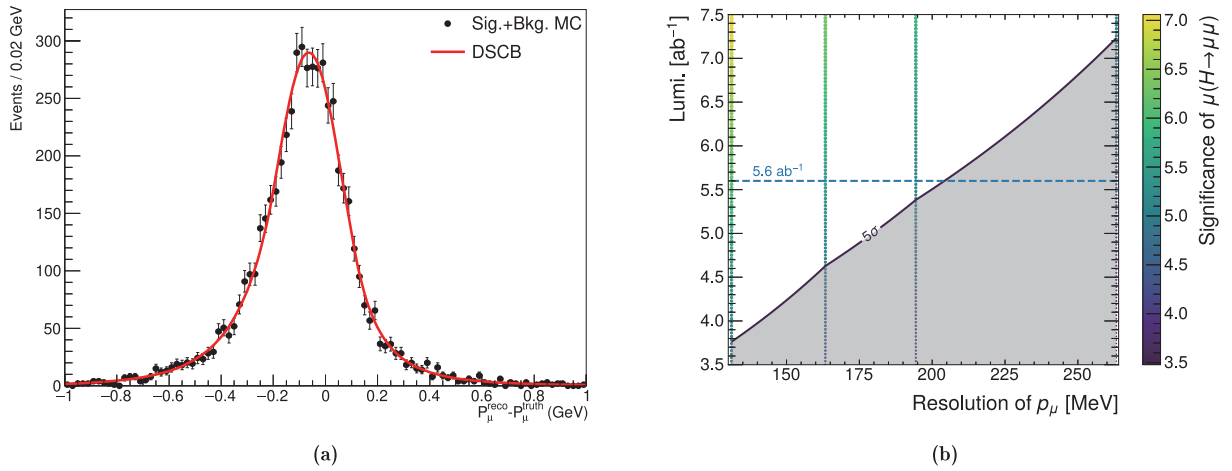 Events / 0.02 GeV
300
250
200
150
100
50
0
−1 −0.8 −0.6 −0.4 −0.2 0 0.2 0.4 0.6 0.8 1
P_μ^reco-P_μ^truth (GeV)
Sig.+Bkg. MC
DSCB
(a)
Lumi. [ab⁻¹]
7.5
7.0
6.5
6.0
5.5
5.0
4.5
4.0
3.5
5.6 ab⁻¹
5σ
150 175 200 225 250
Resolution of p_μ [MeV]
7.0
6.5
6.0
5.5
5.0
4.5
4.0
3.5
Significance of μ(H→μμ)
(b)